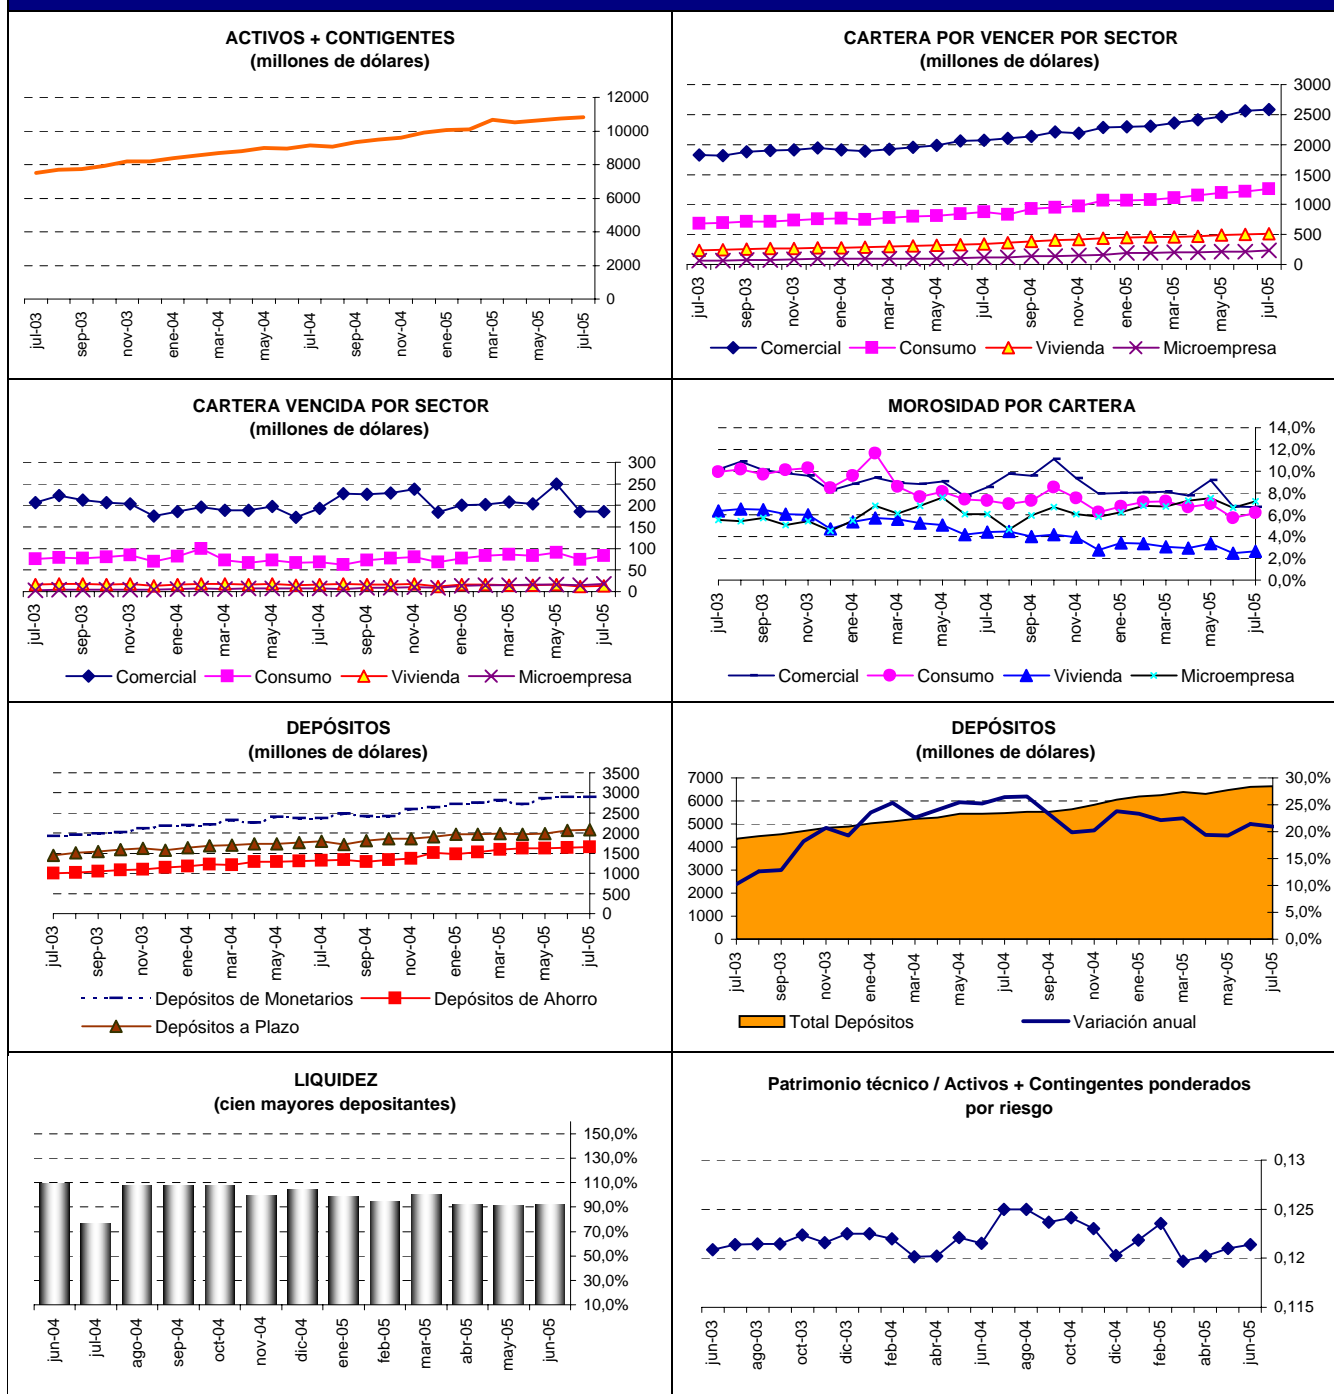 ACTIVOS + CONTIGENTES
(millones de dólares)
12000
10000
8000
6000
4000
2000
0
jul-03
sep-03
nov-03
ene-04
mar-04
may-04
jul-04
sep-04
nov-04
ene-05
mar-05
may-05
jul-05
CARTERA POR VENCER POR SECTOR
(millones de dólares)
3000
2500
2000
1500
1000
500
0
jul-03
sep-03
nov-03
ene-04
mar-04
may-04
jul-04
sep-04
nov-04
ene-05
mar-05
may-05
jul-05
Comercial Consumo Vivienda Microempresa
CARTERA VENCIDA POR SECTOR
(millones de dólares)
300
250
200
150
100
50
0
jul-03
sep-03
nov-03
ene-04
mar-04
may-04
jul-04
sep-04
nov-04
ene-05
mar-05
may-05
jul-05
Comercial Consumo Vivienda Microempresa
MOROSIDAD POR CARTERA
14,0%
12,0%
10,0%
8,0%
6,0%
4,0%
2,0%
0,0%
jul-03
sep-03
nov-03
ene-04
mar-04
may-04
jul-04
sep-04
nov-04
ene-05
mar-05
may-05
jul-05
Comercial Consumo Vivienda Microempresa
DEPÓSITOS
(millones de dólares)
3500
3000
2500
2000
1500
1000
500
0
jul-03
sep-03
nov-03
ene-04
mar-04
may-04
jul-04
sep-04
nov-04
ene-05
mar-05
may-05
jul-05
Depósitos de Monetarios Depósitos de Ahorro
Depósitos a Plazo
DEPÓSITOS
(millones de dólares)
7000
6000
5000
4000
3000
2000
1000
0
30,0%
25,0%
20,0%
15,0%
10,0%
5,0%
0,0%
jul-03
sep-03
nov-03
ene-04
mar-04
may-04
jul-04
sep-04
nov-04
ene-05
mar-05
may-05
jul-05
Total Depósitos Variación anual
LIQUIDEZ
(cien mayores depositantes)
150,0%
130,0%
110,0%
90,0%
70,0%
50,0%
30,0%
10,0%
jun-04
jul-04
ago-04
sep-04
oct-04
nov-04
dic-04
ene-05
feb-05
mar-05
abr-05
may-05
jun-05
Patrimonio técnico / Activos + Contingentes ponderados
por riesgo
0,13
0,125
0,12
0,115
jun-03
ago-03
oct-03
dic-03
feb-04
abr-04
jun-04
ago-04
oct-04
dic-04
feb-05
abr-05
jun-05